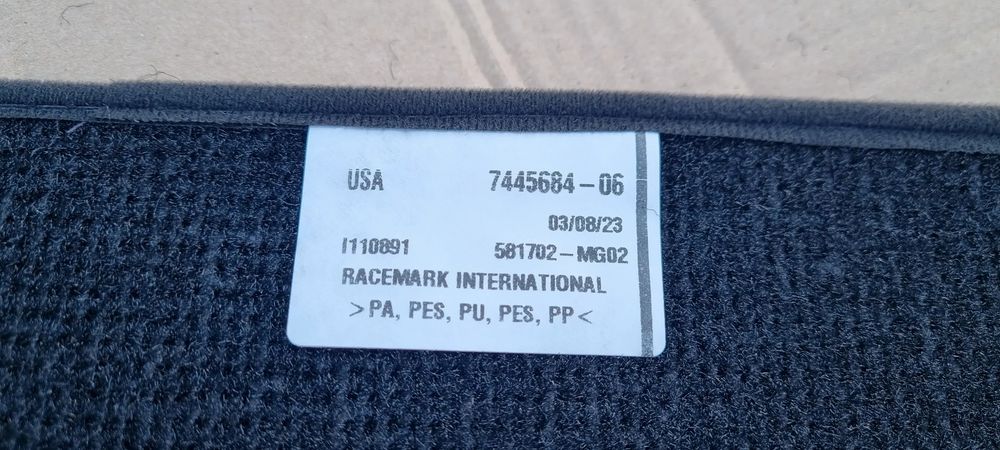 USA 7445684-06
03/08/23
I110891 581702-MG02
RACEMARK INTERNATIONAL
>PA, PES, PU, PES, PP<